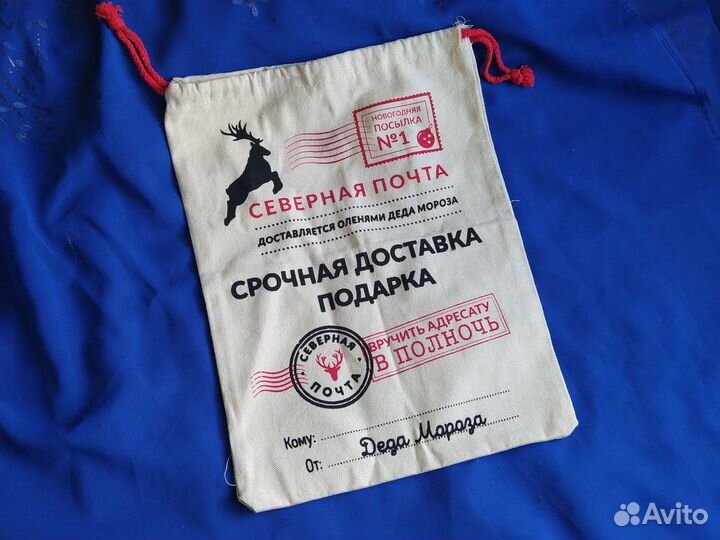 НОВОГОДНЯЯ
ПОСЫЛКА
№1
СЕВЕРНАЯ ПОЧТА
ДОСТАВЛЯЕТСЯ ОЛЕНЯМИ ДЕДА МОРОЗА
СРОЧНАЯ ДОСТАВКА
ПОДАРКА
ВРУЧИТЬ АДРЕСАТУ
В ПОЛНОЧЬ
СЕВЕРНАЯ
ПОЧТА
Кому:
От: Деда Мороза
Avito